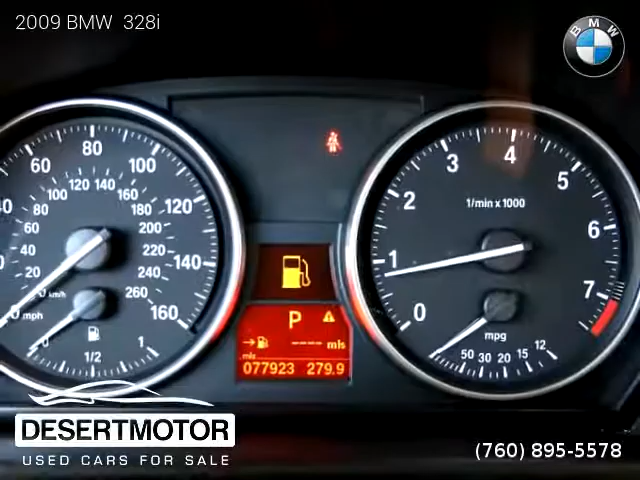 2009 BMW 328i
BMW
60 80 100 120 140 160
20 40 60 80 100 120 140 160 180 200 220 240 260
km/h
mph
0 1/2 1
P
---- mls
mls
077923 279.9
0 1 2 3 4 5 6 7
1/min x 1000
mpg
50 30 20 15 12
DESERTMOTOR
USED CARS FOR SALE
(760) 895-5578